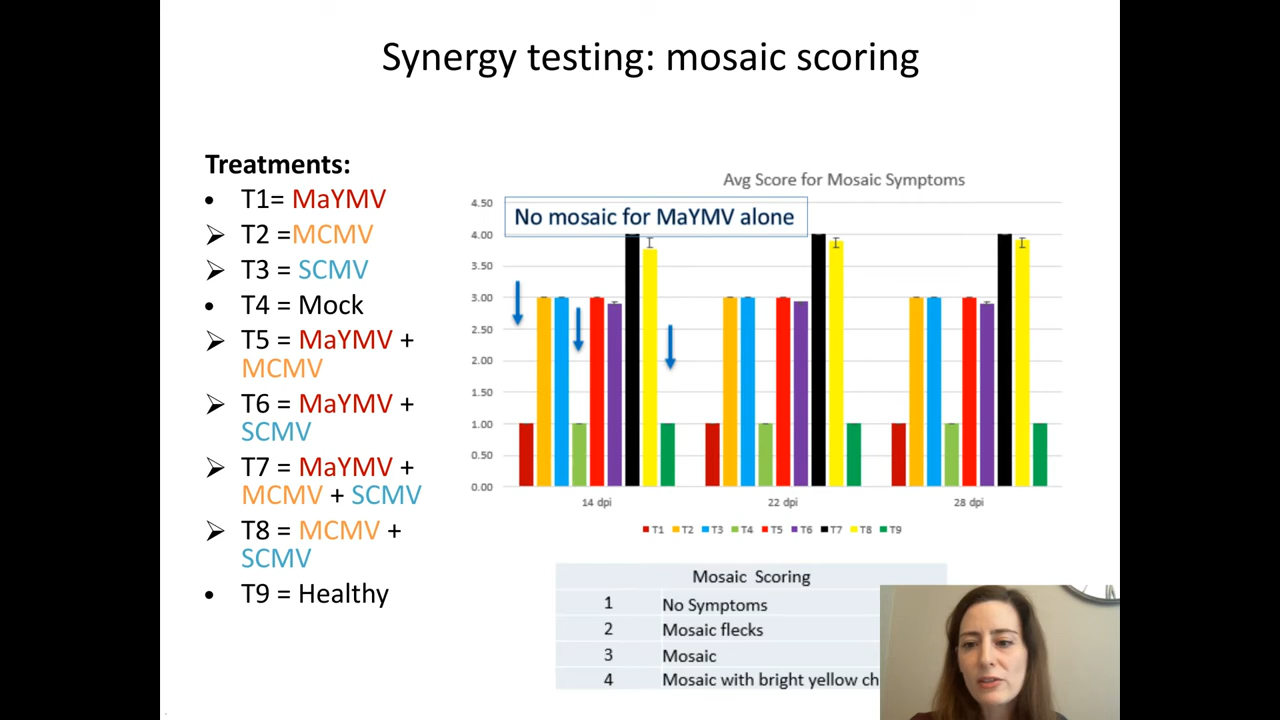 Synergy testing: mosaic scoring
Treatments:
• T1= MaYMV
➢ T2 =MCMV
➢ T3 = SCMV
• T4 = Mock
➢ T5 = MaYMV +
MCMV
➢ T6 = MaYMV +
SCMV
➢ T7 = MaYMV +
MCMV + SCMV
➢ T8 = MCMV +
SCMV
• T9 = Healthy
Avg Score for Mosaic Symptoms
No mosaic for MaYMV alone
4.50
4.00
3.50
3.00
2.50
2.00
1.50
1.00
0.50
0.00
14 dpi 22 dpi 28 dpi
T1 T2 T3 T4 T5 T6 T7 T8 T9
Mosaic Scoring
1 No Symptoms
2 Mosaic flecks
3 Mosaic
4 Mosaic with bright yellow ch